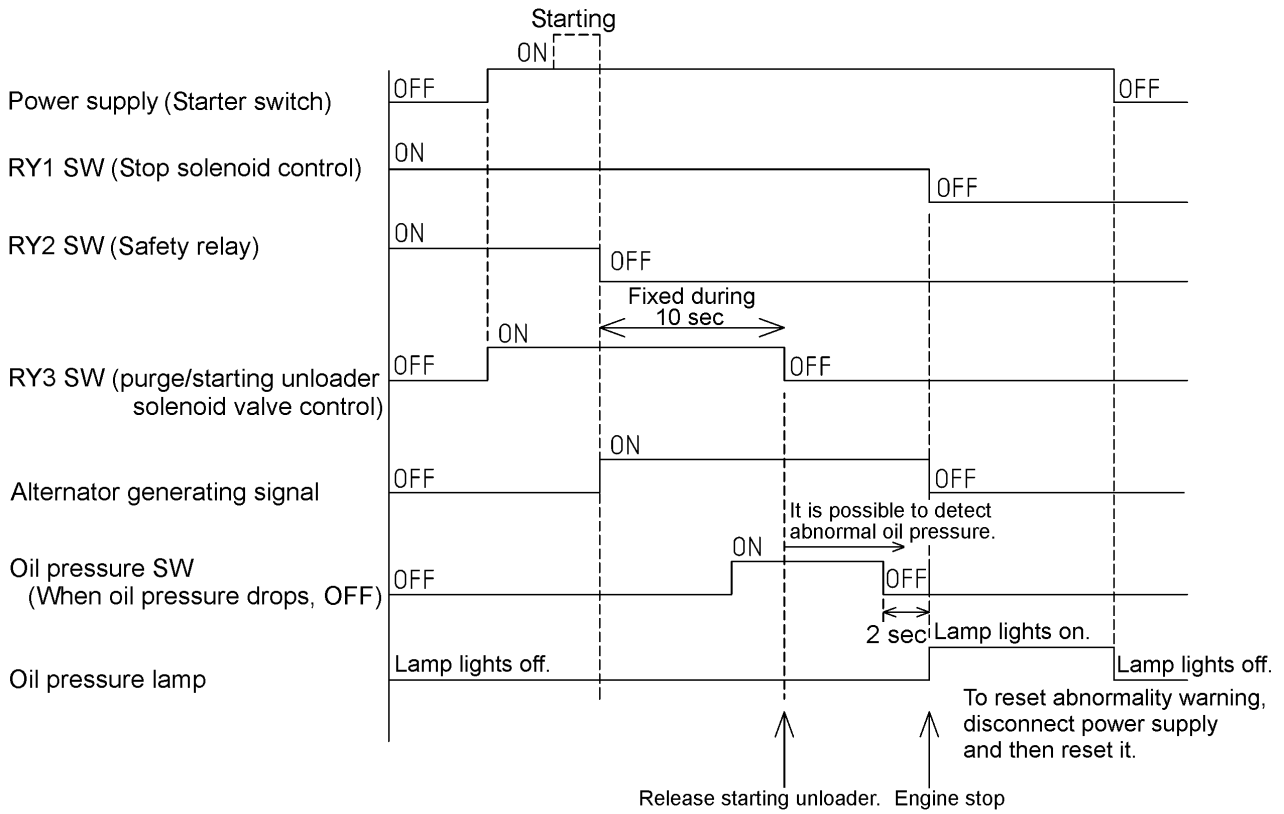 Starting
ON
Power supply (Starter switch)
OFF
OFF
RY1 SW (Stop solenoid control)
ON
OFF
RY2 SW (Safety relay)
ON
OFF
Fixed during
10 sec
RY3 SW (purge/starting unloader
solenoid valve control)
OFF
ON
OFF
Alternator generating signal
OFF
ON
OFF
It is possible to detect
abnormal oil pressure.
Oil pressure SW
(When oil pressure drops, OFF)
OFF
ON
OFF
2 sec
Oil pressure lamp
Lamp lights off.
Lamp lights on.
Lamp lights off.
To reset abnormality warning,
disconnect power supply
and then reset it.
Release starting unloader.
Engine stop